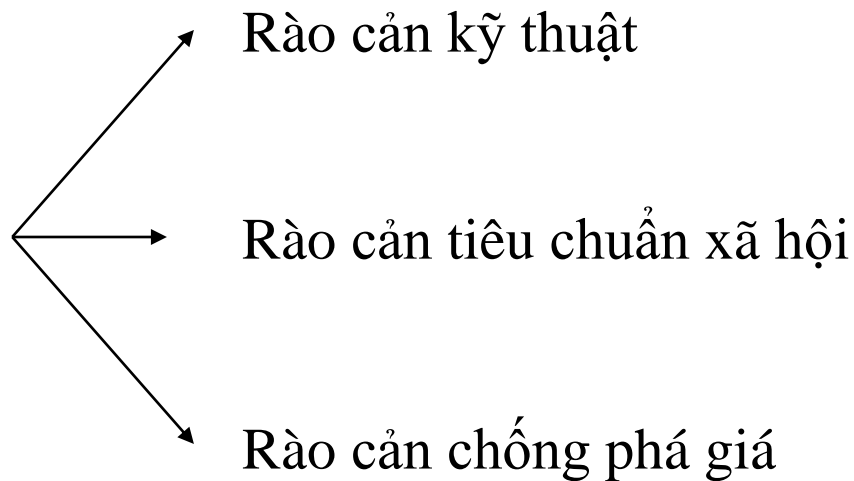 Rào cản kỹ thuật
Rào cản tiêu chuẩn xã hội
Rào cản chống phá giá